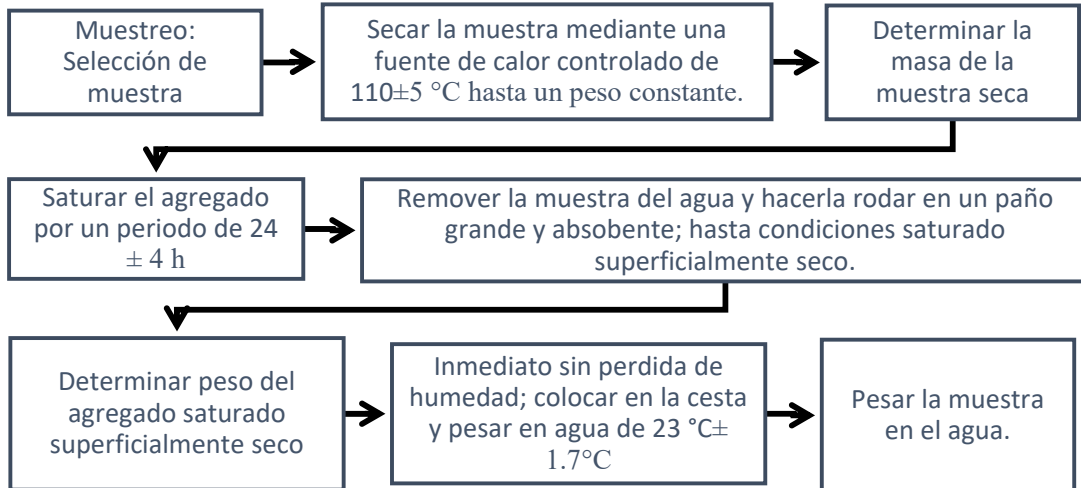 Muestreo:
Selección de
muestra
Secar la muestra mediante una
fuente de calor controlado de
110±5 °C hasta un peso constante.
Determinar la
masa de la
muestra seca
Saturar el agregado
por un periodo de 24
± 4 h
Remover la muestra del agua y hacerla rodar en un paño
grande y absobente; hasta condiciones saturado
superficialmente seco.
Determinar peso del
agregado saturado
superficialmente seco
Inmediato sin perdida de
humedad; colocar en la cesta
y pesar en agua de 23 °C±
1.7°C
Pesar la muestra
en el agua.